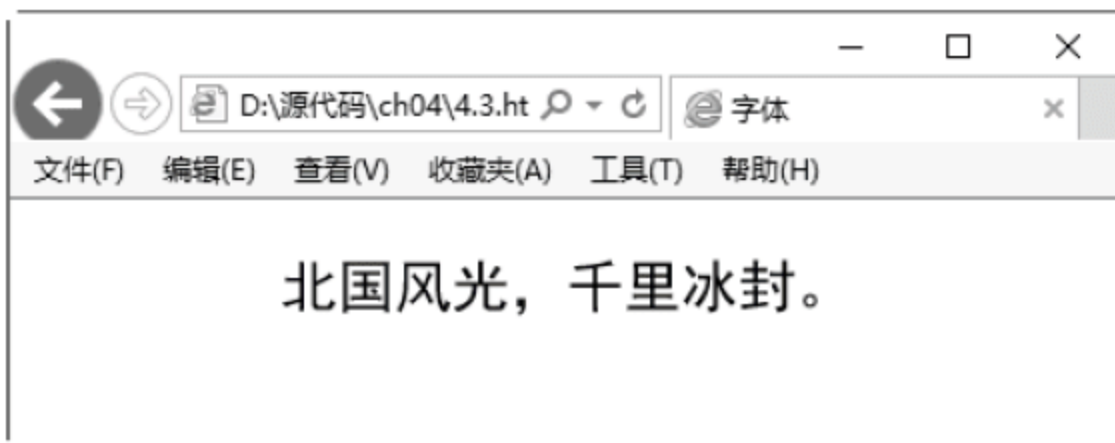 D:\源代码\ch04\4.3.ht 字体
文件(F) 编辑(E) 查看(V) 收藏夹(A) 工具(T) 帮助(H)
北国风光，千里冰封。